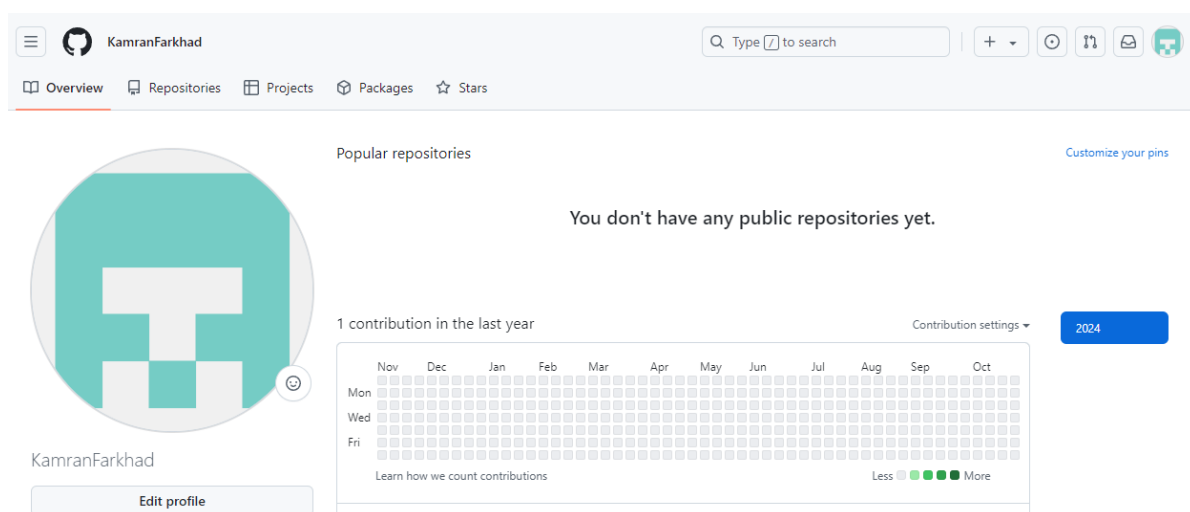 KamranFarkhad
Type / to search
Overview Repositories Projects Packages Stars
Popular repositories
Customize your pins
You don't have any public repositories yet.
1 contribution in the last year
Contribution settings
2024
Nov Dec Jan Feb Mar Apr May Jun Jul Aug Sep Oct
Mon
Wed
Fri
Learn how we count contributions
Less More
KamranFarkhad
Edit profile